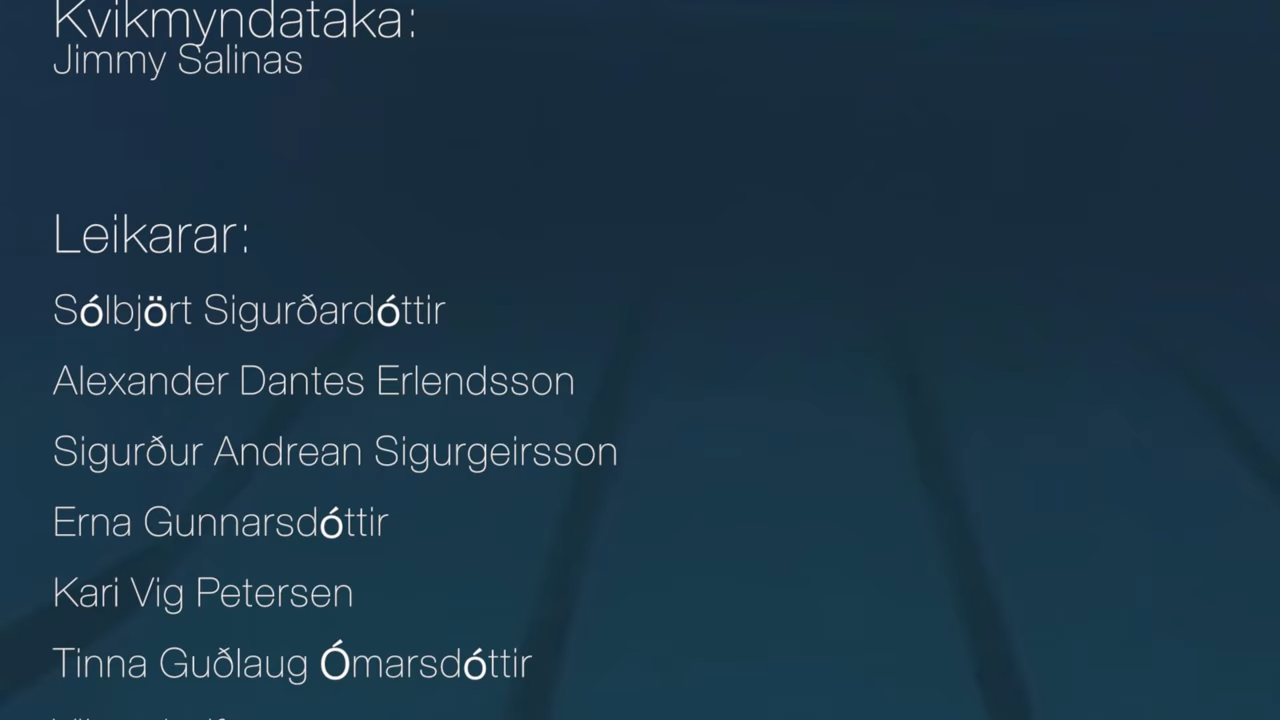 Kvikmyndataka:
Jimmy Salinas
Leikarar:
Sólbjört Sigurðardóttir
Alexander Dantes Erlendsson
Sigurður Andrean Sigurgeirsson
Erna Gunnarsdóttir
Kari Vig Petersen
Tinna Guðlaug Ómarsdóttir